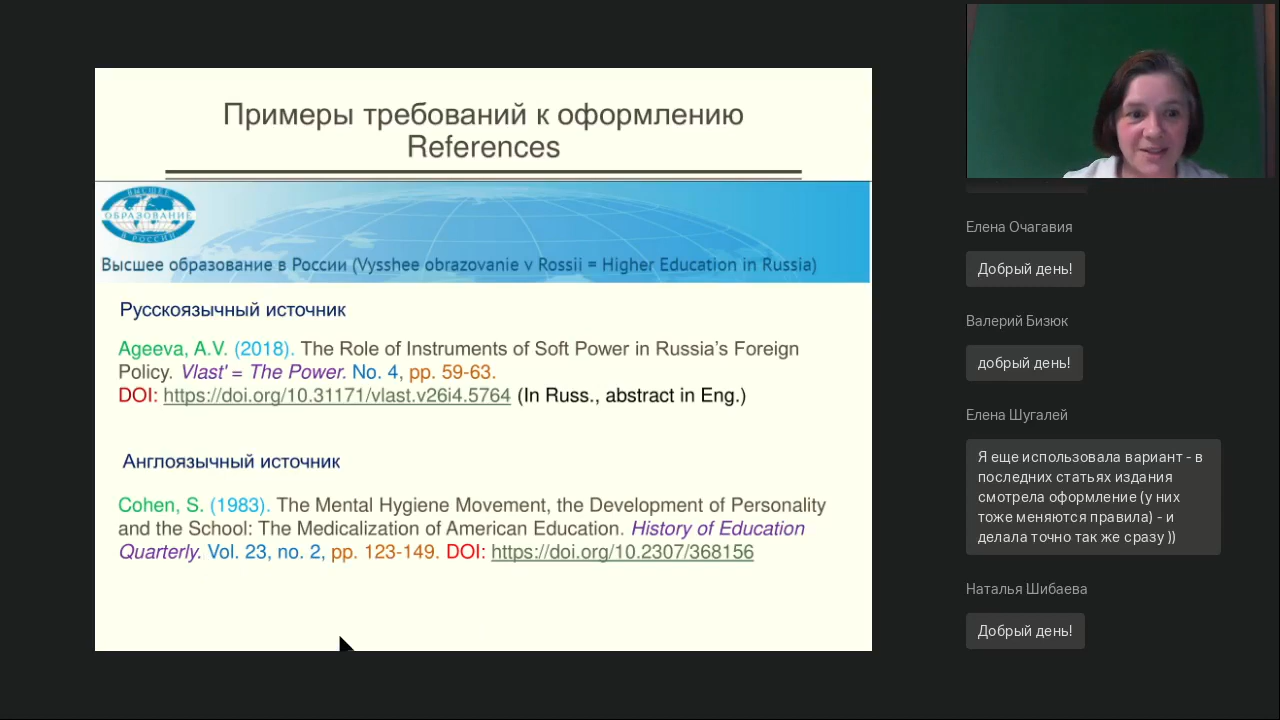 Примеры требований к оформлению
References
ВЫСШЕЕ
ОБРАЗОВАНИЕ
В РОССИИ
Высшее образование в России (Vysshee obrazovanie v Rossii = Higher Education in Russia)
Русскоязычный источник
Ageeva, A.V. (2018). The Role of Instruments of Soft Power in Russia’s Foreign
Policy. Vlast' = The Power. No. 4, pp. 59-63.
DOI: https://doi.org/10.31171/vlast.v26i4.5764 (In Russ., abstract in Eng.)
Англоязычный источник
Cohen, S. (1983). The Mental Hygiene Movement, the Development of Personality
and the School: The Medicalization of American Education. History of Education
Quarterly. Vol. 23, no. 2, pp. 123-149. DOI: https://doi.org/10.2307/368156
Елена Очагавия
Добрый день!
Валерий Бизюк
добрый день!
Елена Шугалей
Я еще использовала вариант - в
последних статьях издания
смотрела оформление (у них
тоже меняются правила) - и
делала точно так же сразу ))
Наталья Шибаева
Добрый день!